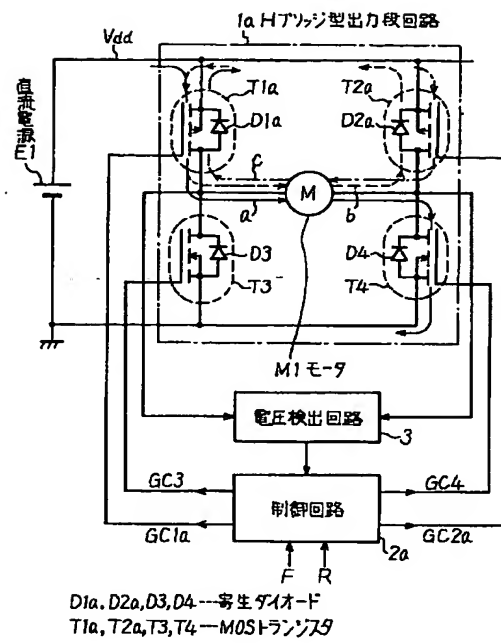 1a Hブリッジ型出力段回路
Vdd
直流電源
E1
T1a
T2a
D1a
D2a
c
M
a
b
D3
D4
T3
T4
M1 モータ
電圧検出回路
3
GC3
GC4
制御回路
GC1a
2a
GC2a
F R
D1a, D2a, D3, D4---寄生ダイオード
T1a, T2a, T3, T4---MOSトランジスタ